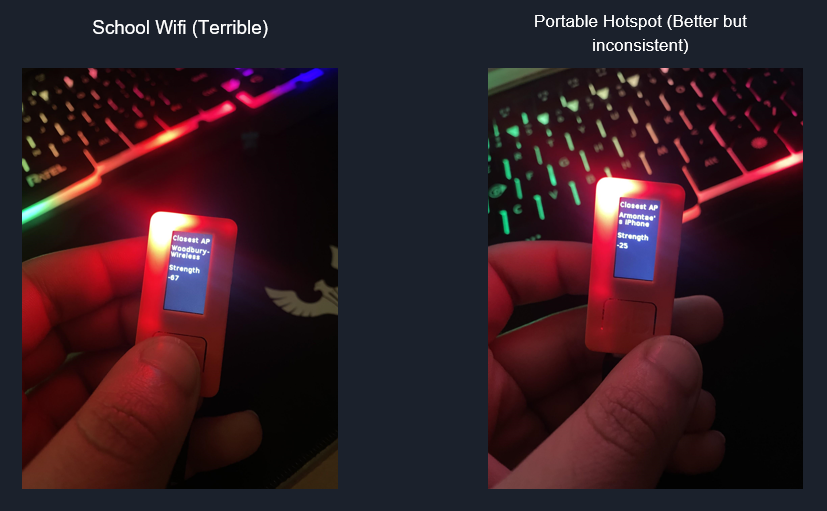 School Wifi (Terrible)
Closest AP
Woodbury-
Wireless
Strength
-67
Portable Hotspot (Better but
inconsistent)
Closest AP
Armontae'
s iPhone
Strength
-25